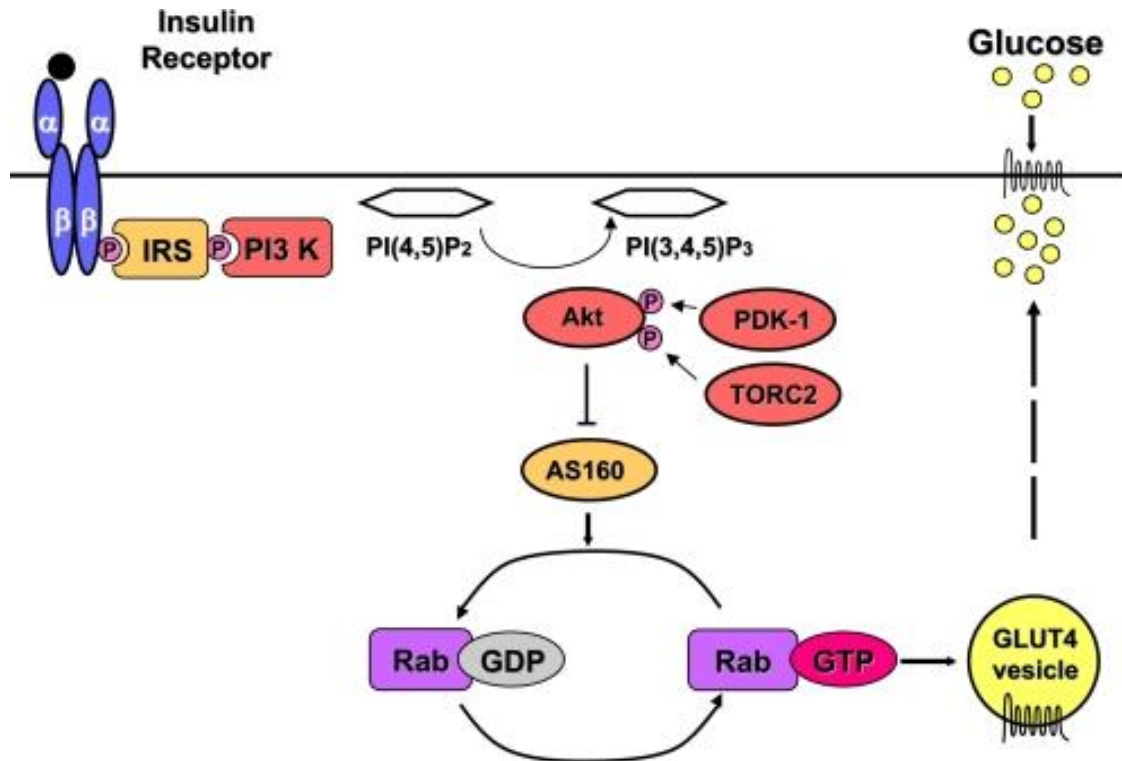 Insulin
Receptor
Glucose
α α
β β
P IRS P PI3 K
PI(4,5)P2
PI(3,4,5)P3
Akt
P
P
PDK-1
TORC2
AS160
Rab GDP
Rab GTP
GLUT4
vesicle